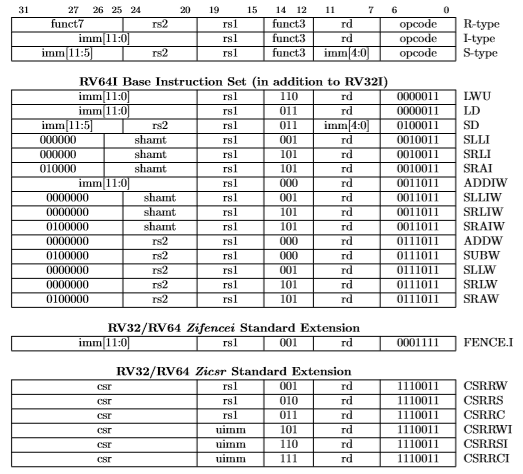 31 27 26 25 24 20 19 15 14 12 11 7 6 0
funct7 rs2 rs1 funct3 rd opcode R-type
imm[11:0] rs1 funct3 rd opcode I-type
imm[11:5] rs2 rs1 funct3 imm[4:0] opcode S-type
RV64I Base Instruction Set (in addition to RV32I)
imm[11:0] rs1 110 rd 0000011 LWU
imm[11:0] rs1 011 rd 0000011 LD
imm[11:5] rs2 rs1 011 imm[4:0] 0100011 SD
000000 shamt rs1 001 rd 0010011 SLLI
000000 shamt rs1 101 rd 0010011 SRLI
010000 shamt rs1 101 rd 0010011 SRAI
imm[11:0] rs1 000 rd 0011011 ADDIW
0000000 shamt rs1 001 rd 0011011 SLLIW
0000000 shamt rs1 101 rd 0011011 SRLIW
0100000 shamt rs1 101 rd 0011011 SRAIW
0000000 rs2 rs1 000 rd 0111011 ADDW
0100000 rs2 rs1 000 rd 0111011 SUBW
0000000 rs2 rs1 001 rd 0111011 SLLW
0000000 rs2 rs1 101 rd 0111011 SRLW
0100000 rs2 rs1 101 rd 0111011 SRAW
RV32/RV64 Zifencei Standard Extension
imm[11:0] rs1 001 rd 0001111 FENCE.I
RV32/RV64 Zicsr Standard Extension
csr rs1 001 rd 1110011 CSRRW
csr rs1 010 rd 1110011 CSRRS
csr rs1 011 rd 1110011 CSRRC
csr uimm 101 rd 1110011 CSRRWI
csr uimm 110 rd 1110011 CSRRSI
csr uimm 111 rd 1110011 CSRRCI